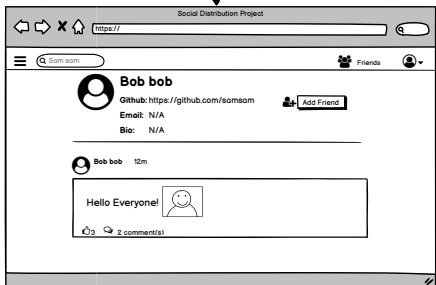 Social Distribution Project
https://
Sam sam
Friends
Bob bob
Github: https://github.com/samsam
Add Friend
Email: N/A
Bio: N/A
Bob bob 12m
Hello Everyone!
3 2 comment(s)